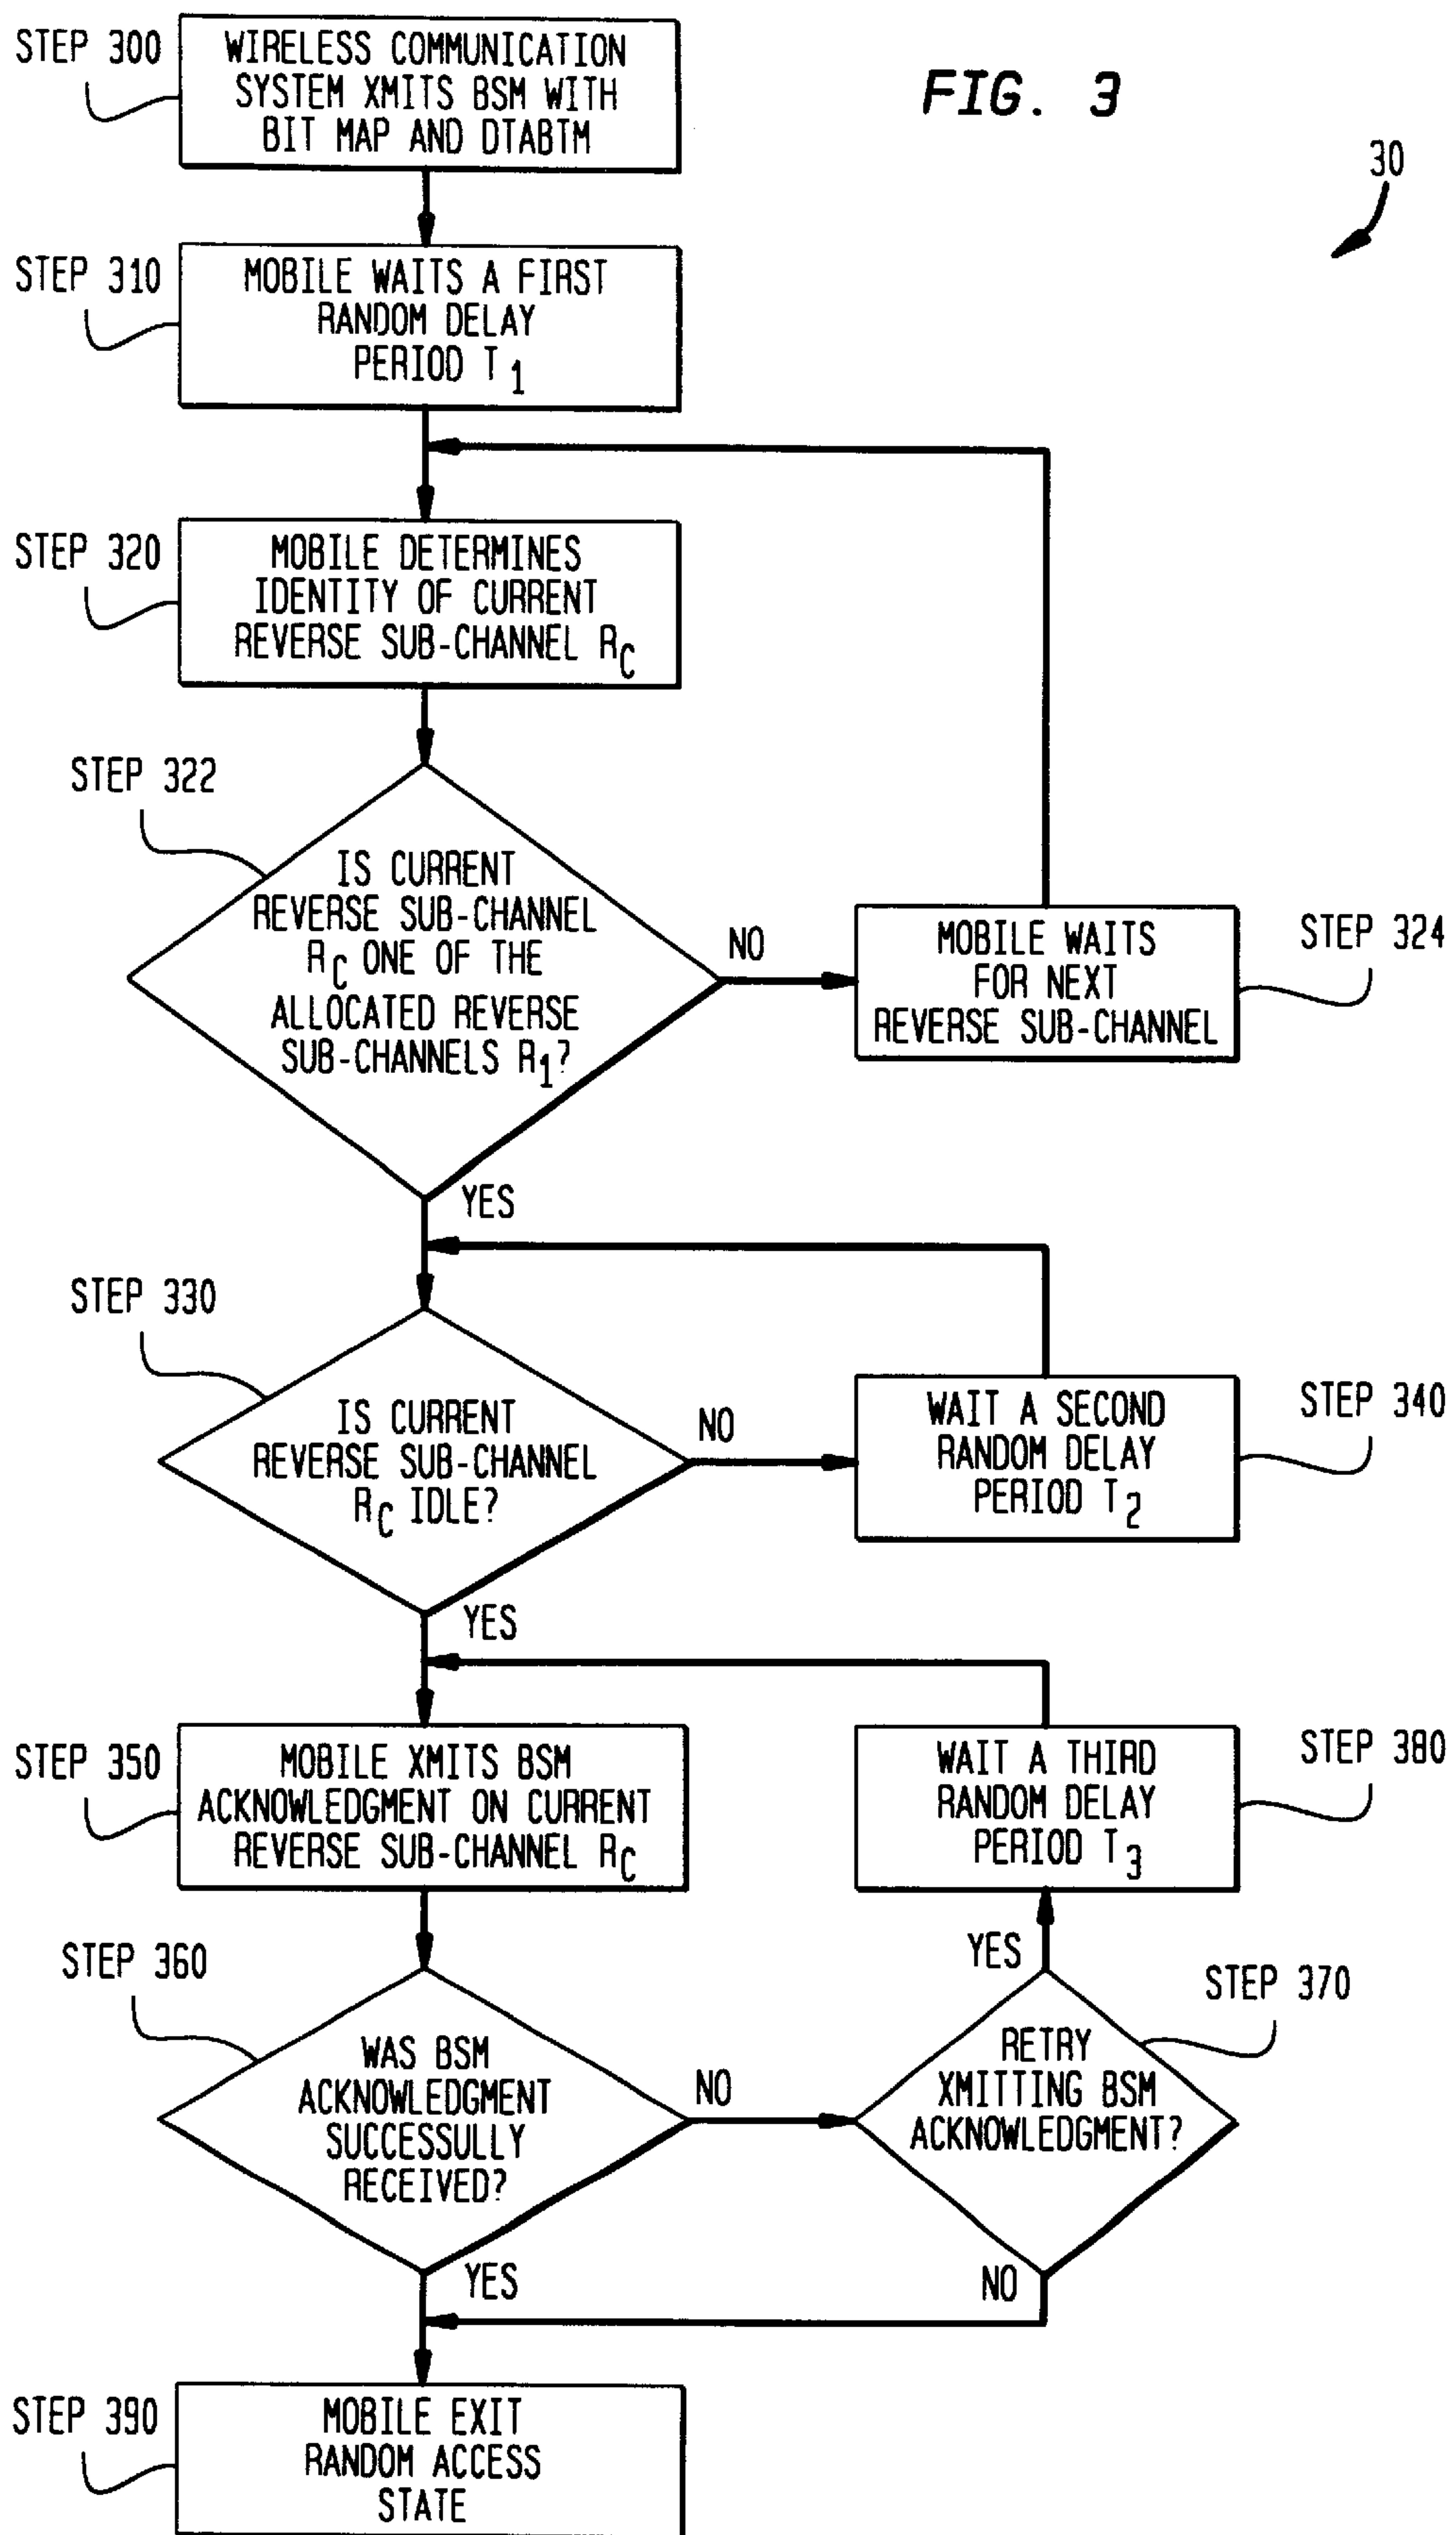 STEP 300
WIRELESS COMMUNICATION
SYSTEM XMITS BSM WITH
BIT MAP AND DTABTM
FIG. 3
30
STEP 310
MOBILE WAITS A FIRST
RANDOM DELAY
PERIOD T1
STEP 320
MOBILE DETERMINES
IDENTITY OF CURRENT
REVERSE SUB-CHANNEL RC
STEP 322
IS CURRENT
REVERSE SUB-CHANNEL
RC ONE OF THE
ALLOCATED REVERSE
SUB-CHANNELS R1?
NO
MOBILE WAITS
FOR NEXT
REVERSE SUB-CHANNEL
STEP 324
YES
STEP 330
IS CURRENT
REVERSE SUB-CHANNEL
RC IDLE?
NO
WAIT A SECOND
RANDOM DELAY
PERIOD T2
STEP 340
YES
STEP 350
MOBILE XMITS BSM
ACKNOWLEDGMENT ON CURRENT
REVERSE SUB-CHANNEL RC
WAIT A THIRD
RANDOM DELAY
PERIOD T3
STEP 380
STEP 360
WAS BSM
ACKNOWLEDGMENT
SUCCESSULLY
RECEIVED?
NO
YES
STEP 370
RETRY
XMITTING BSM
ACKNOWLEDGMENT?
YES
NO
STEP 390
MOBILE EXIT
RANDOM ACCESS
STATE